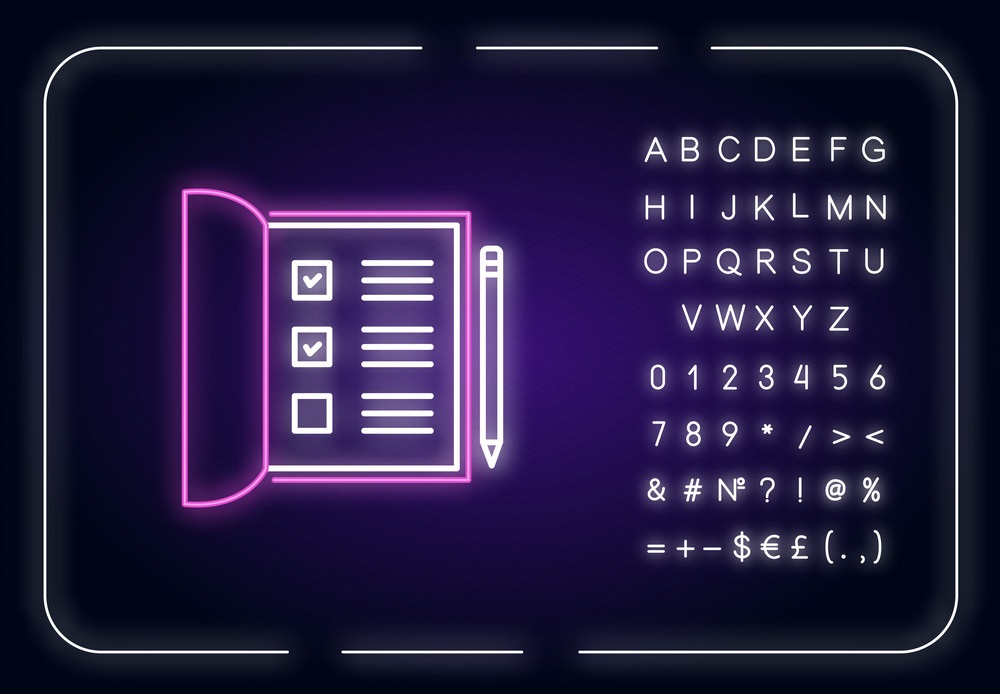 A B C D E F G
H I J K L M N
O P Q R S T U
V W X Y Z
0 1 2 3 4 5 6
7 8 9 * / > <
& # № ? ! @ %
= + - $ € £ ( . , )